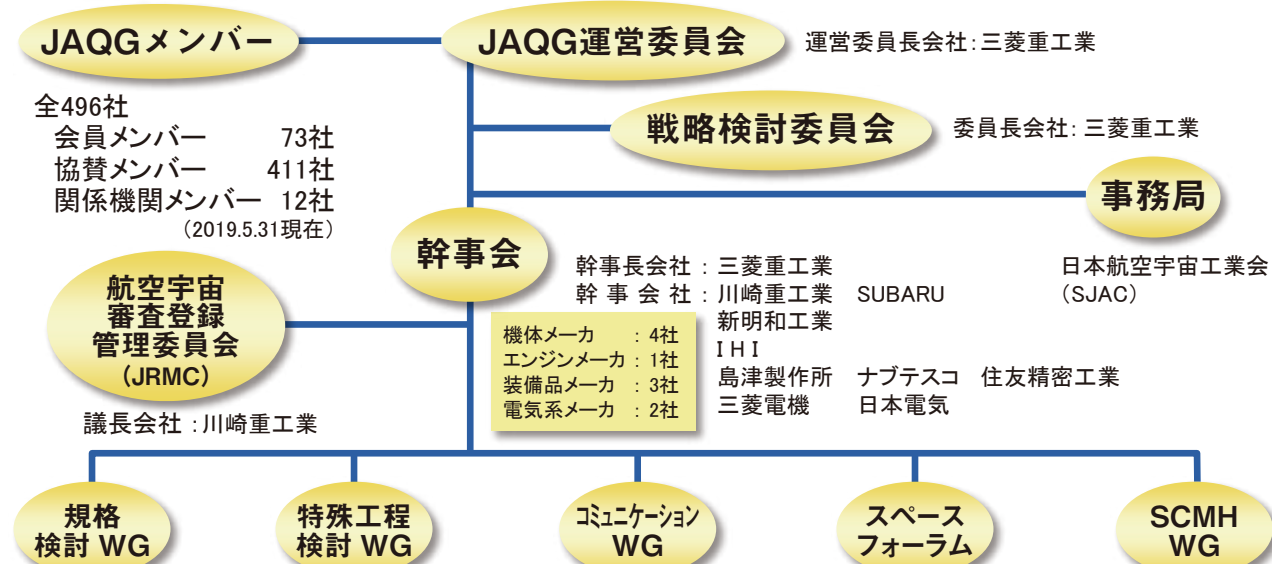 JAQGメンバー
JAQG運営委員会
運営委員長会社：三菱重工業
全496社
会員メンバー 73社
協賛メンバー 411社
関係機関メンバー 12社
（2019.5.31現在）
戦略検討委員会
委員長会社：三菱重工業
事務局
日本航空宇宙工業会
（SJAC）
幹事会
幹事長会社：三菱重工業
幹事会社：川崎重工業 SUBARU
新明和工業
IHI
島津製作所 ナブテスコ 住友精密工業
三菱電機 日本電気
機体メーカ ：4社
エンジンメーカ：1社
装備品メーカ ：3社
電気系メーカ ：2社
航空宇宙
審査登録
管理委員会
(JRMC)
議長会社：川崎重工業
規格
検討 WG
特殊工程
検討 WG
コミュニケーション
WG
スペース
フォーラム
SCMH
WG